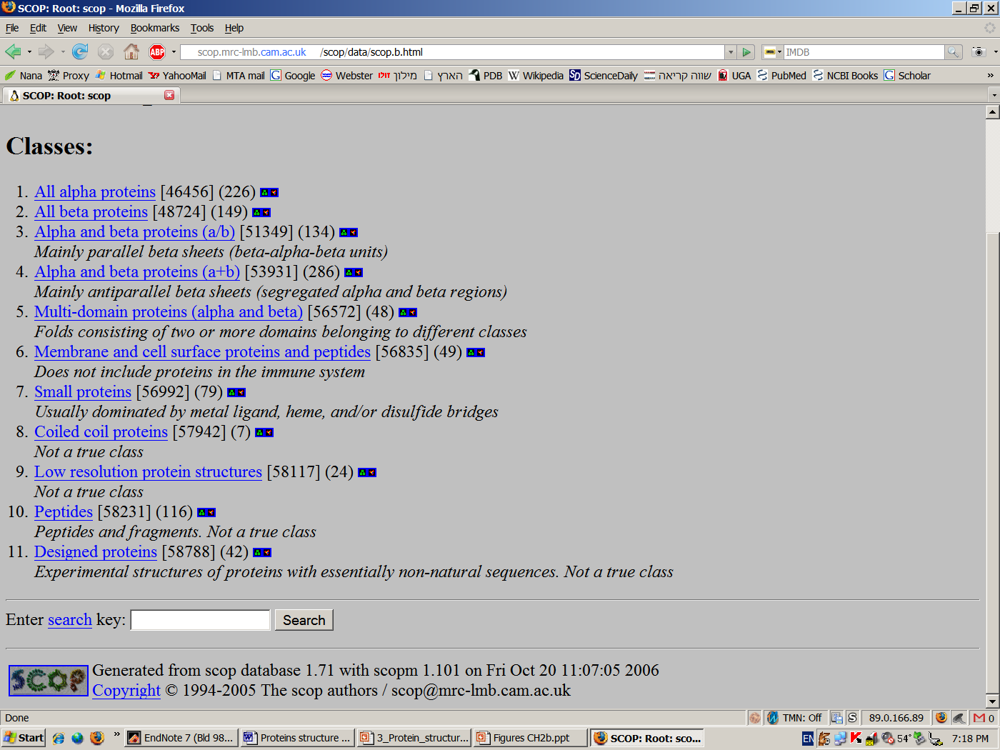 SCOP: Root: scop - Mozilla Firefox
File Edit View History Bookmarks Tools Help
ABP scop.mrc-lmb.cam.ac.uk /scop/data/scop.b.html IMDB
Nana Proxy Hotmail YahooMail MTA mail Google Webster מילון זולו הארץ PDB Wikipedia ScienceDaily שווה קריאה UGA PubMed NCBI Books Scholar »
SCOP: Root: scop
Classes:
1. All alpha proteins [46456] (226)
2. All beta proteins [48724] (149)
3. Alpha and beta proteins (a/b) [51349] (134)
Mainly parallel beta sheets (beta-alpha-beta units)
4. Alpha and beta proteins (a+b) [53931] (286)
Mainly antiparallel beta sheets (segregated alpha and beta regions)
5. Multi-domain proteins (alpha and beta) [56572] (48)
Folds consisting of two or more domains belonging to different classes
6. Membrane and cell surface proteins and peptides [56835] (49)
Does not include proteins in the immune system
7. Small proteins [56992] (79)
Usually dominated by metal ligand, heme, and/or disulfide bridges
8. Coiled coil proteins [57942] (7)
Not a true class
9. Low resolution protein structures [58117] (24)
Not a true class
10. Peptides [58231] (116)
Peptides and fragments. Not a true class
11. Designed proteins [58788] (42)
Experimental structures of proteins with essentially non-natural sequences. Not a true class
Enter search key: Search
SCOP
Generated from scop database 1.71 with scopm 1.101 on Fri Oct 20 11:07:05 2006
Copyright © 1994-2005 The scop authors / scop@mrc-lmb.cam.ac.uk
Done TMN: Off S 89.0.166.89 0
Start » EndNote 7 (Bld 98... Proteins structure ... 3_Protein_structur... Figures CH2b.ppt SCOP: Root: sco... EN 54° 7:18 PM